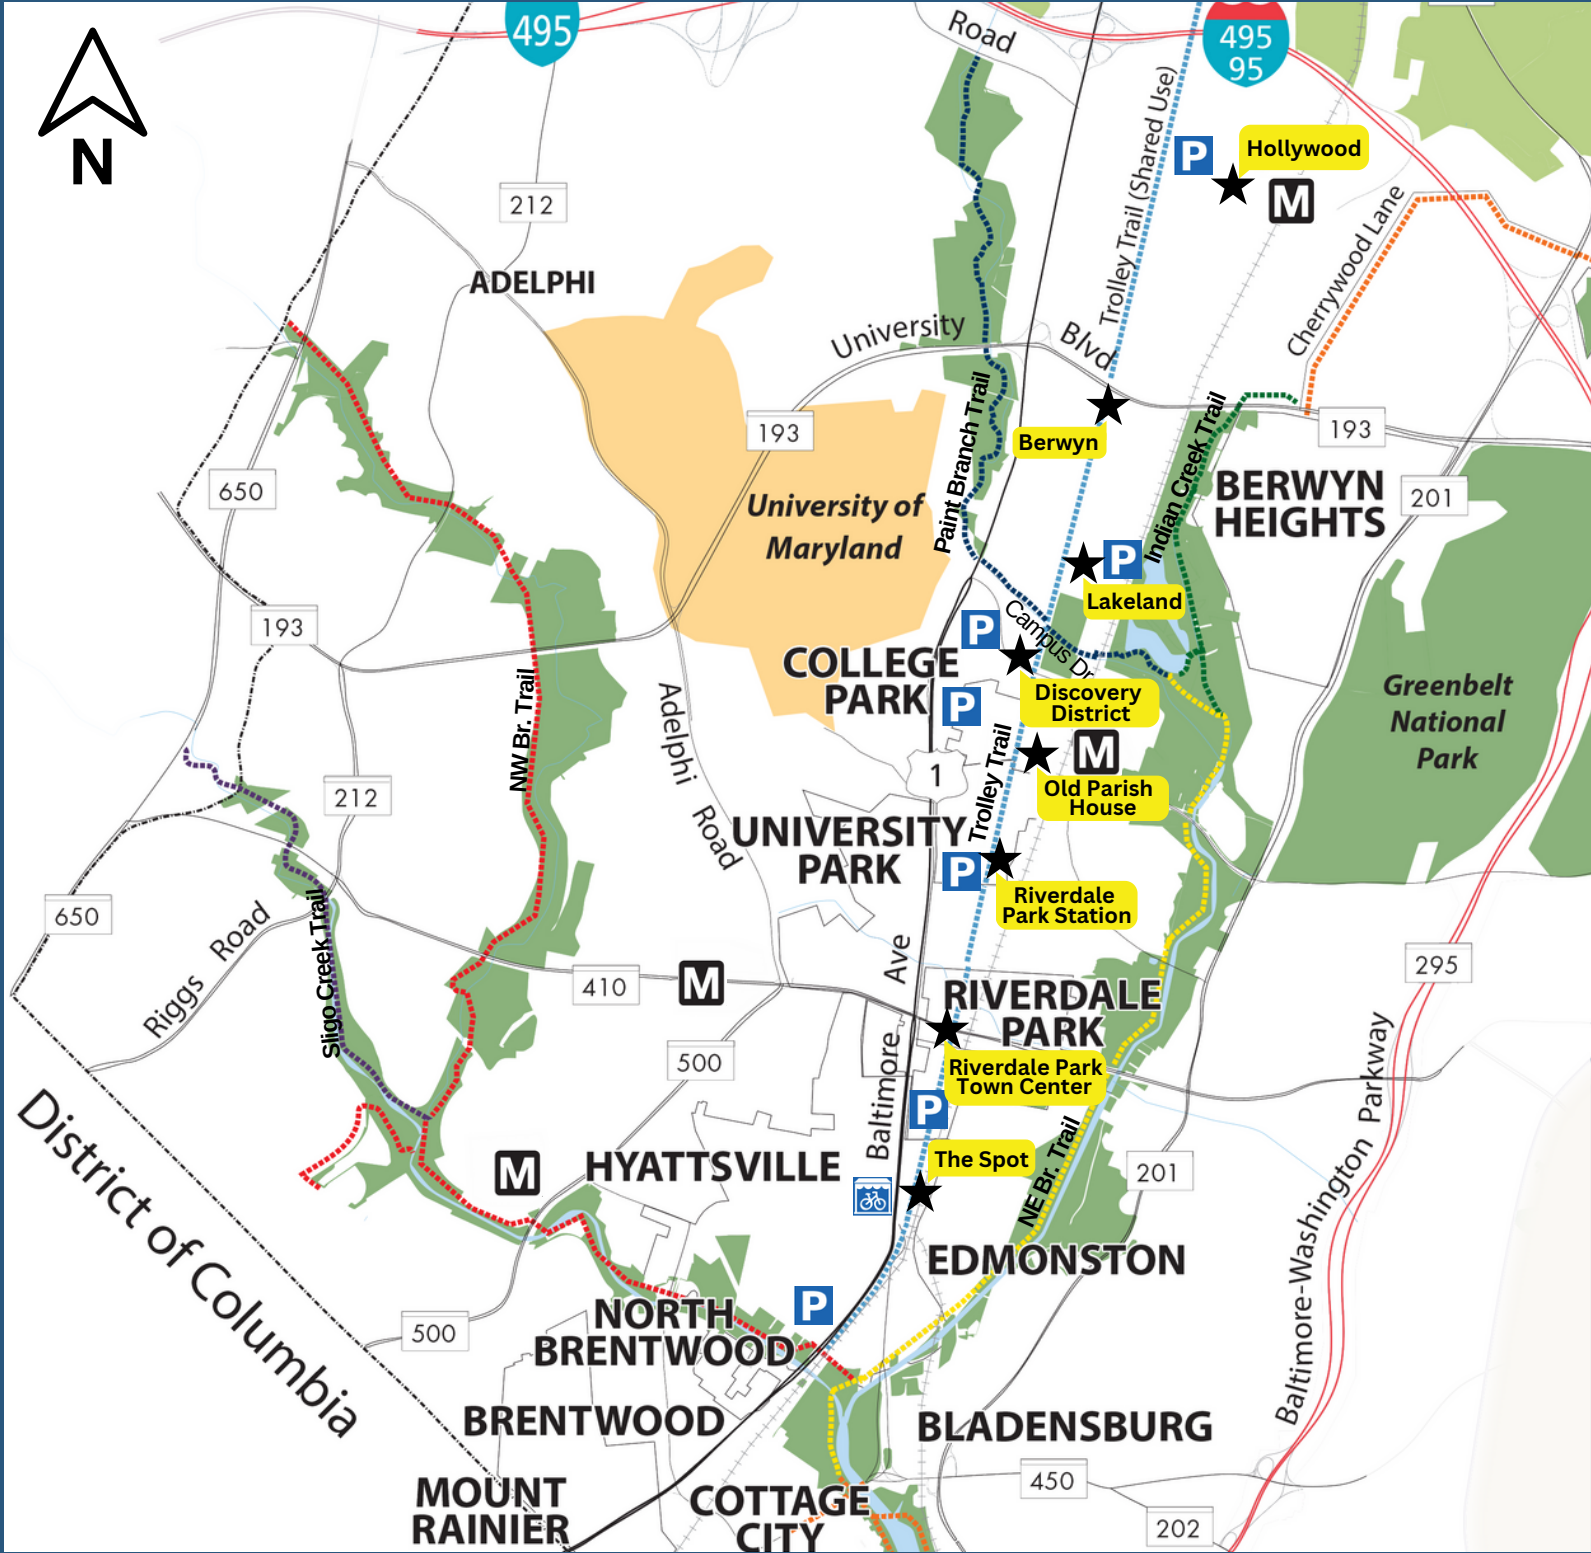 495
Road
495
95
N
P
Hollywood
M
212
Trolley Trail (Shared Use)
Cherrywood Lane
ADELPHI
University
Blvd
193
Berwyn
193
Paint Branch Trail
Indian Creek Trail
650
BERWYN
HEIGHTS
201
University of
Maryland
P
Lakeland
193
P
Campus Dr
COLLEGE
PARK
P
Discovery
District
Greenbelt
National
Park
NW Br. Trail
Adelphi
Road
Trolley Trail
M
1
Old Parish
House
212
UNIVERSITY
PARK
P
Riverdale
Park Station
650
Riggs Road
Sligo Creek Trail
410
M
Baltimore Ave
RIVERDALE
PARK
295
500
Riverdale Park
Town Center
P
District of Columbia
M
HYATTSVILLE
The Spot
NE Br. Trail
201
Baltimore-Washington Parkway
EDMONSTON
500
P
NORTH
BRENTWOOD
BRENTWOOD
BLADENSBURG
450
MOUNT
RAINIER
COTTAGE
CITY
202